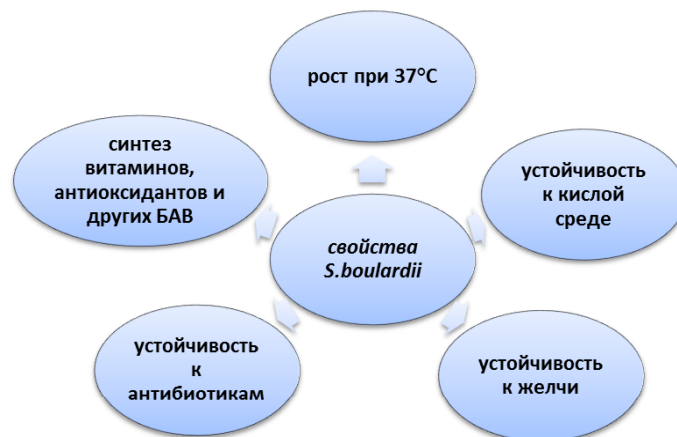 рост при 37°C
синтез
витаминов,
антиоксидантов и
других БАВ
устойчивость
к кислой
среде
свойства
S.boulardii
устойчивость
к
антибиотикам
устойчивость
к желчи